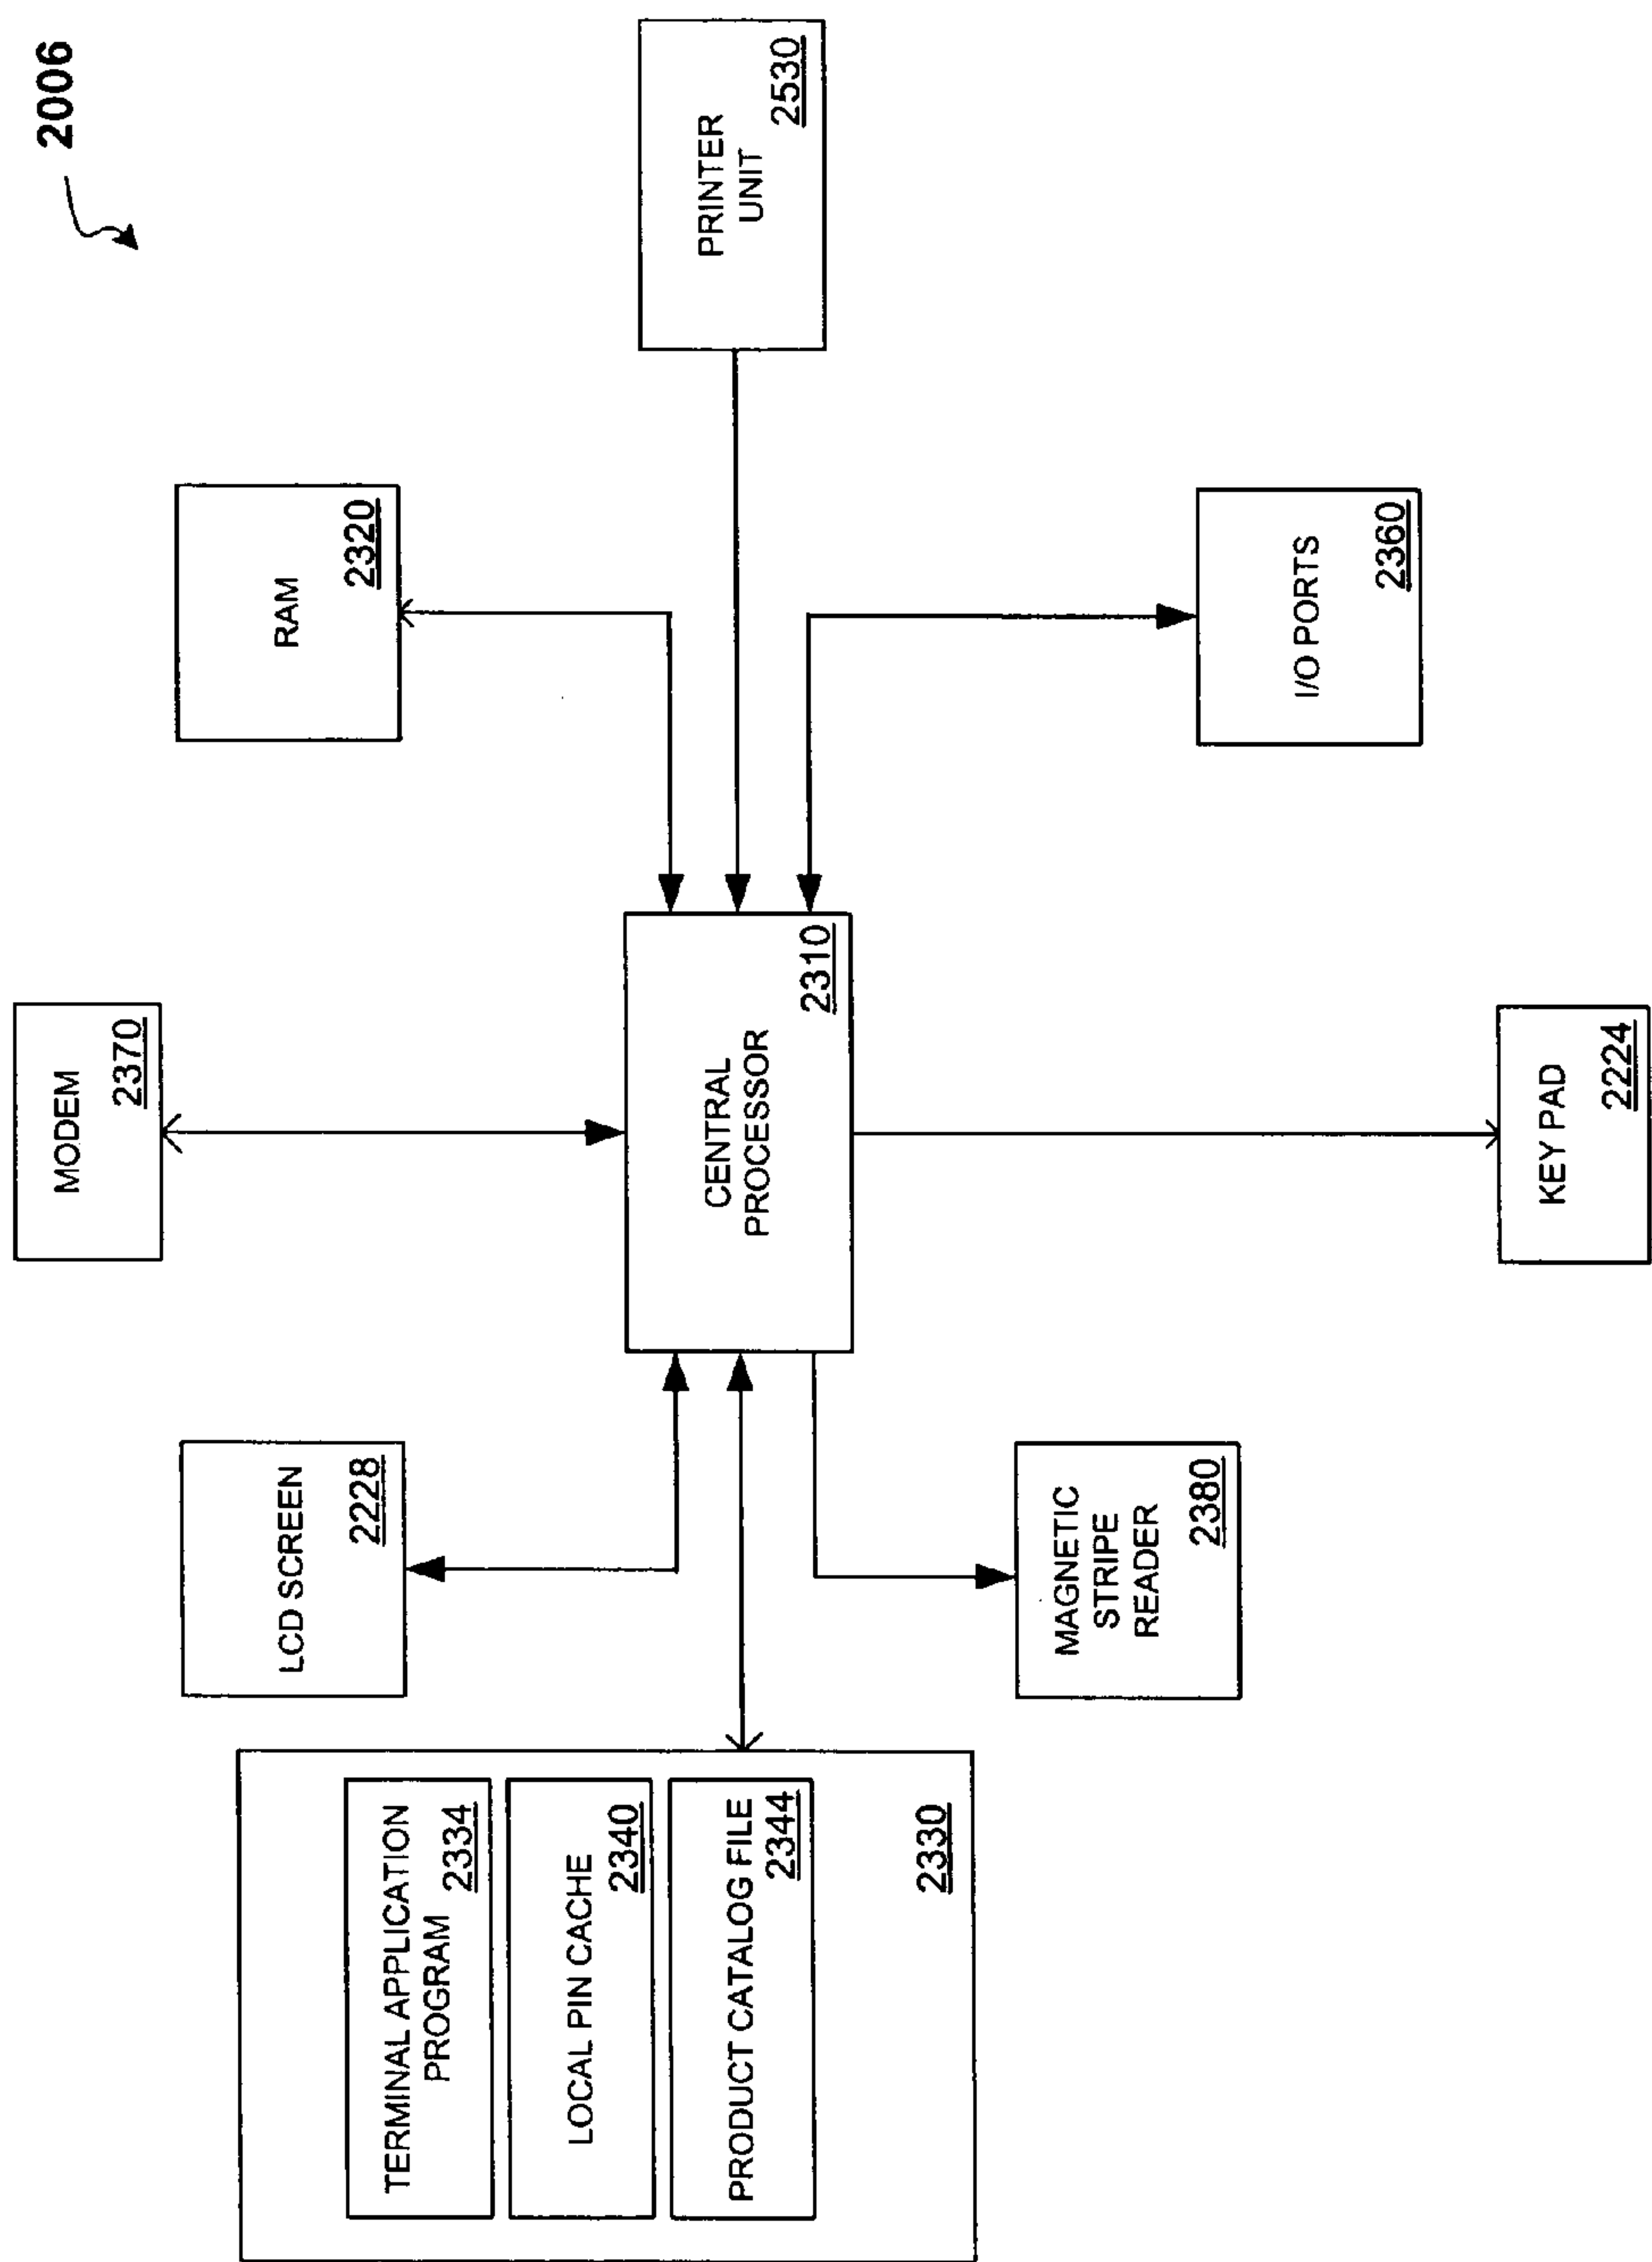 2006
MODEM
2370
LCD SCREEN
2228
RAM
2320
TERMINAL APPLICATION
PROGRAM
2334
LOCAL PIN CACHE
2340
PRODUCT CATALOG FILE
2344
2330
CENTRAL
PROCESSOR
2310
PRINTER
UNIT
2530
MAGNETIC
STRIPE
READER
2380
I/O PORTS
2360
KEY PAD
2224